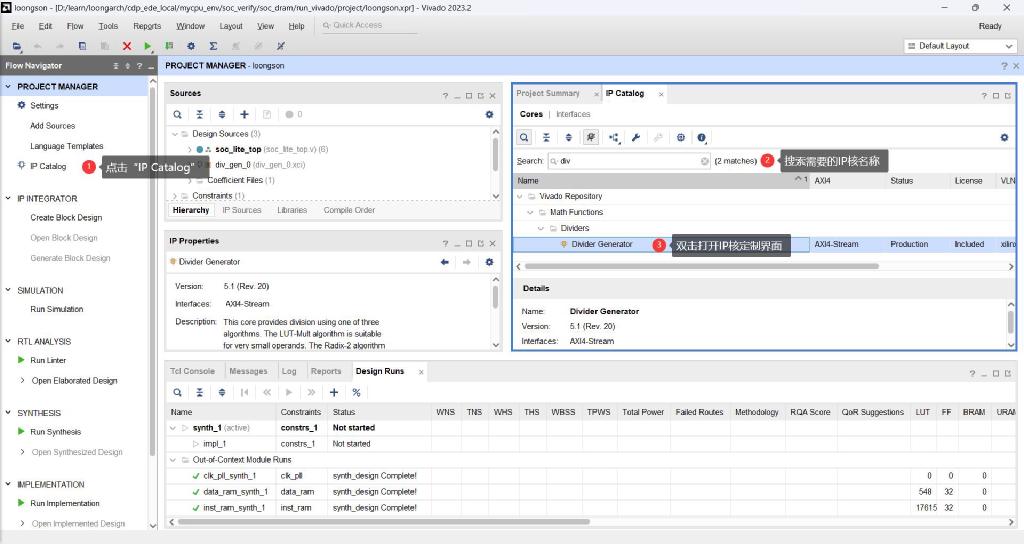 loongson - [D:/learn/loongarch/cdp_ede_local/mycpu_env/soc_verify/soc_dram/run_vivado/project/loongson.xpr] - Vivado 2023.2
File Edit Flow Tools Reports Window Layout View Help Quick Access Ready
Default Layout
Flow Navigator
PROJECT MANAGER - loongson
PROJECT MANAGER
Settings
Add Sources
Language Templates
IP Catalog
1 点击“IP Catalog”
IP INTEGRATOR
Create Block Design
Open Block Design
Generate Block Design
SIMULATION
Run Simulation
RTL ANALYSIS
Run Linter
Open Elaborated Design
SYNTHESIS
Run Synthesis
Open Synthesized Design
IMPLEMENTATION
Run Implementation
Open Implemented Design
Sources
0
Design Sources (3)
soc_lite_top (soc_lite_top.v) (6)
div_gen_0 (div_gen_0.xci)
Coefficient Files (1)
Constraints (1)
Hierarchy IP Sources Libraries Compile Order
IP Properties
Divider Generator
Version: 5.1 (Rev. 20)
Interfaces: AXI4-Stream
Description: This core provides division using one of three
algorithms. The LUT-Mult algorithm is suitable
for very small operands. The Radix-2 algorithm
Project Summary IP Catalog
Cores Interfaces
Search: div (2 matches)
2 搜索需要的IP核名称
Name 1 AXI4 Status License VLN
Vivado Repository
Math Functions
Dividers
Divider Generator AXI4-Stream Production Included xilinx
3 双击打开IP核定制界面
Details
Name: Divider Generator
Version: 5.1 (Rev. 20)
Interfaces: AXI4-Stream
Tcl Console Messages Log Reports Design Runs
Name Constraints Status WNS TNS WHS THS WBSS TPWS Total Power Failed Routes Methodology RQA Score QoR Suggestions LUT FF BRAM URAM
synth_1 (active) constrs_1 Not started
impl_1 constrs_1 Not started
Out-of-Context Module Runs
clk_pll_synth_1 clk_pll synth_design Complete! 0 0 0
data_ram_synth_1 data_ram synth_design Complete! 548 32 0
inst_ram_synth_1 inst_ram synth_design Complete! 17615 32 0